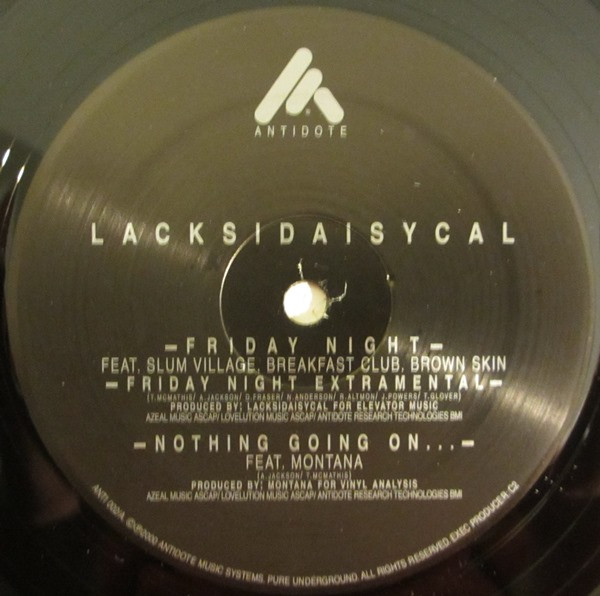 ANTIDOTE
LACKSIDAiSYCAL
-FRIDAY NIGHT-
FEAT. SLUM VILLAGE, BREAKFAST CLUB, BROWN SKIN
-FRIDAY NIGHT EXTRAMENTAL-
(T.MCMATHIS/ A.JACKSON/ O.FRASER/ N.ANDERSON/ R.ALTMON/ J.POWERS/ T.GLOVER)
PRODUCED BY: LACKSIDAISYCAL FOR ELEVATOR MUSIC
AZEAL MUSIC ASCAP/ LOVELUTION MUSIC ASCAP/ ANTIDOTE RESEARCH TECHNOLOGIES BMI
-NOTHING GOING ON...-
FEAT. MONTANA
(A.JACKSON/ T.MCMATHIS)
PRODUCED BY: MONTANA FOR VINYL ANALYSIS
AZEAL MUSIC ASCAP/ LOVELUTION MUSIC ASCAP/ ANTIDOTE RESEARCH TECHNOLOGIES BMI
©℗2000 ANTIDOTE MUSIC SYSTEMS. PURE UNDERGROUND. ALL RIGHTS RESERVED. EXEC PRODUCER. C2